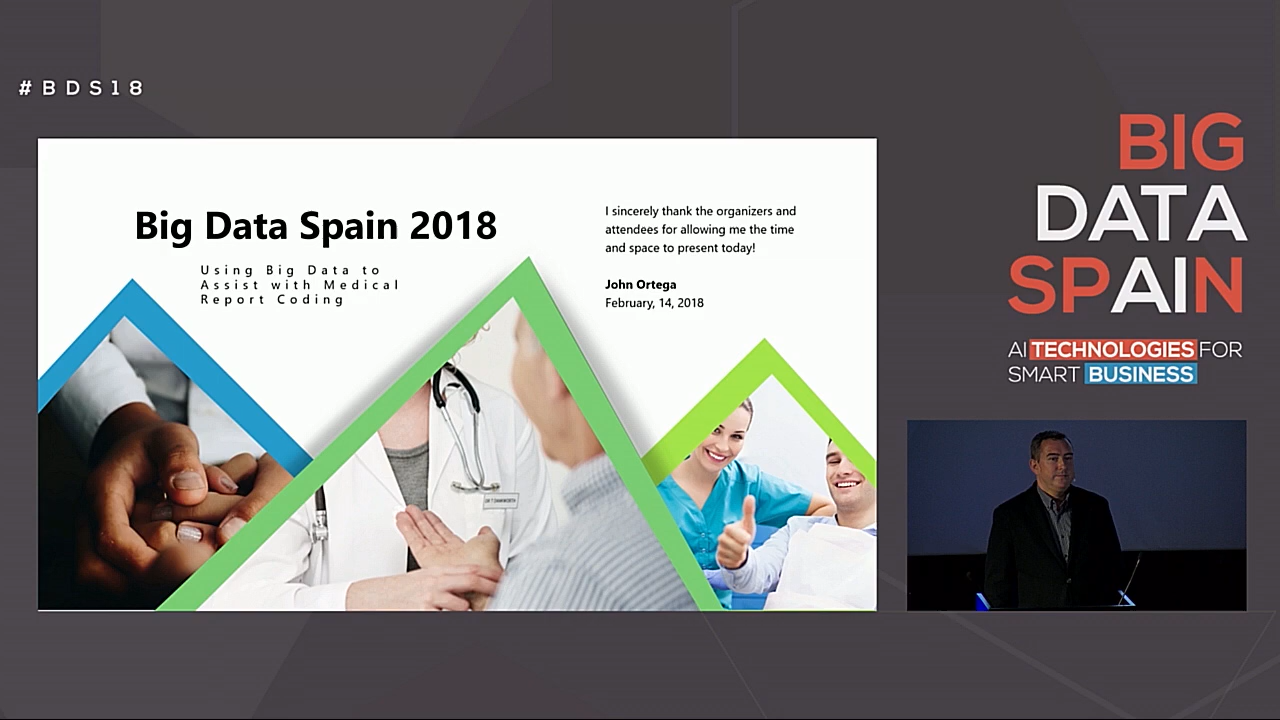 #BDS18
Big Data Spain 2018
Using Big Data to
Assist with Medical
Report Coding
I sincerely thank the organizers and
attendees for allowing me the time
and space to present today!
John Ortega
February, 14, 2018
BIG
DATA
SPAIN
AI TECHNOLOGIES FOR
SMART BUSINESS